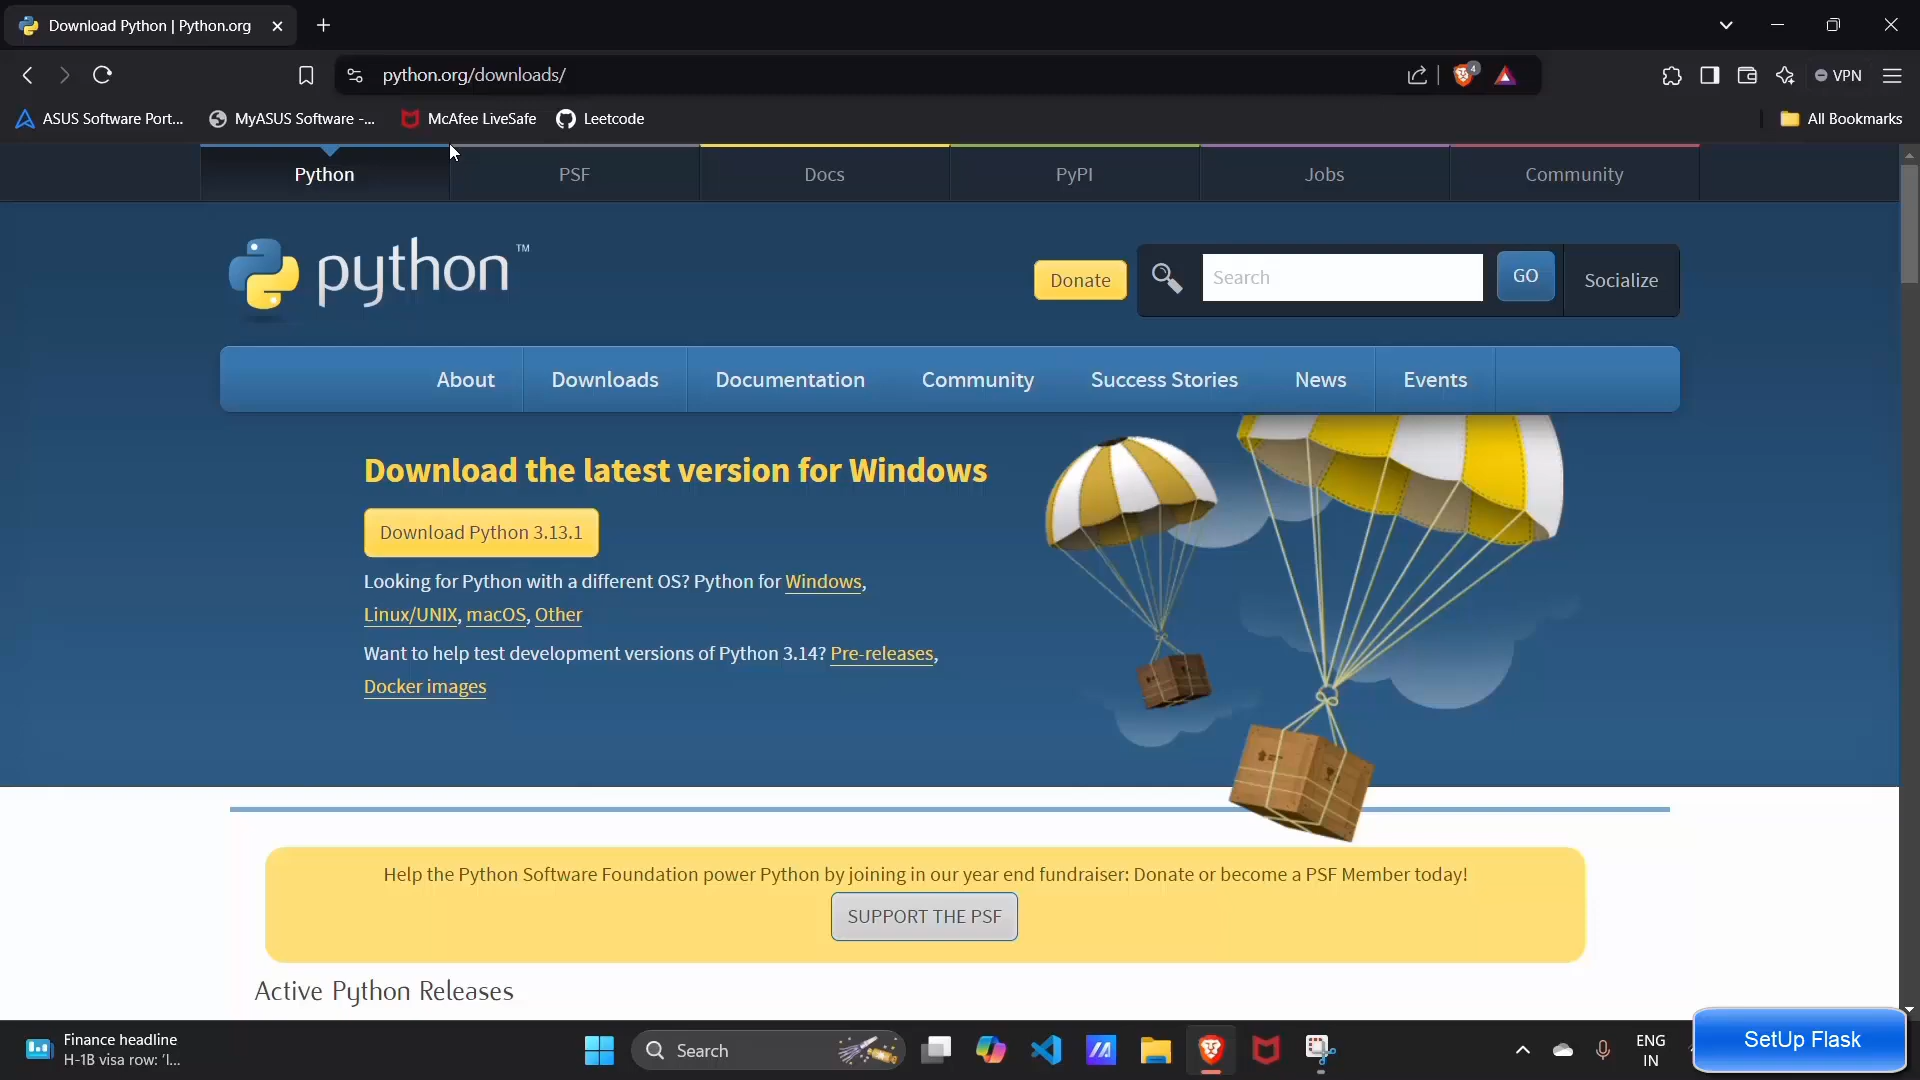 Download Python | Python.org
python.org/downloads/
4
VPN
ASUS Software Port...
MyASUS Software -...
McAfee LiveSafe
Leetcode
All Bookmarks
Python
PSF
Docs
PyPI
Jobs
Community
python™
Donate
Search
GO
Socialize
About
Downloads
Documentation
Community
Success Stories
News
Events
Download the latest version for Windows
Download Python 3.13.1
Looking for Python with a different OS? Python for Windows,
Linux/UNIX, macOS, Other
Want to help test development versions of Python 3.14? Pre-releases,
Docker images
Help the Python Software Foundation power Python by joining in our year end fundraiser: Donate or become a PSF Member today!
SUPPORT THE PSF
Active Python Releases
Finance headline
H-1B visa row: 'I...
Search
ENG
IN
SetUp Flask